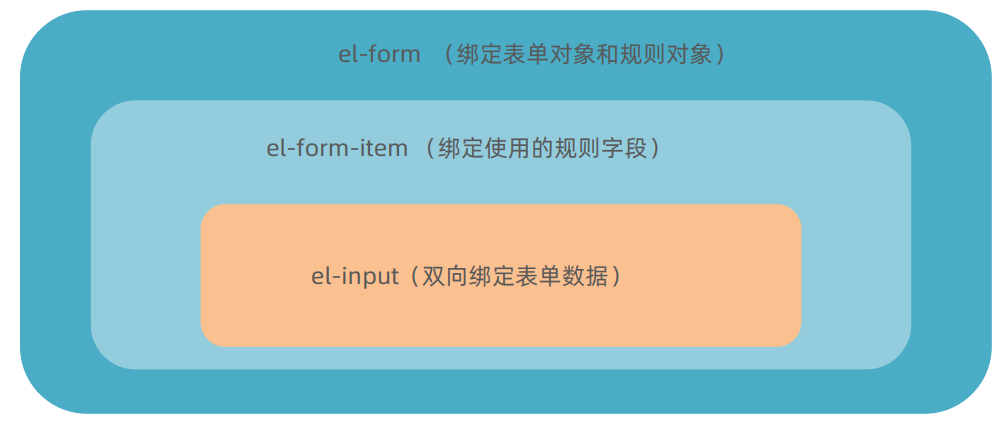 el-form （绑定表单对象和规则对象）
el-form-item （绑定使用的规则字段）
el-input（双向绑定表单数据）